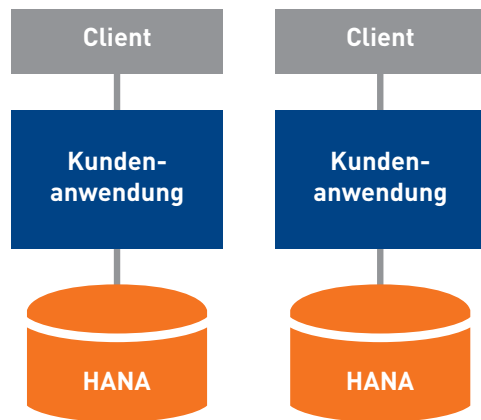 Client
Kunden-
anwendung
HANA
Client
Kunden-
anwendung
HANA